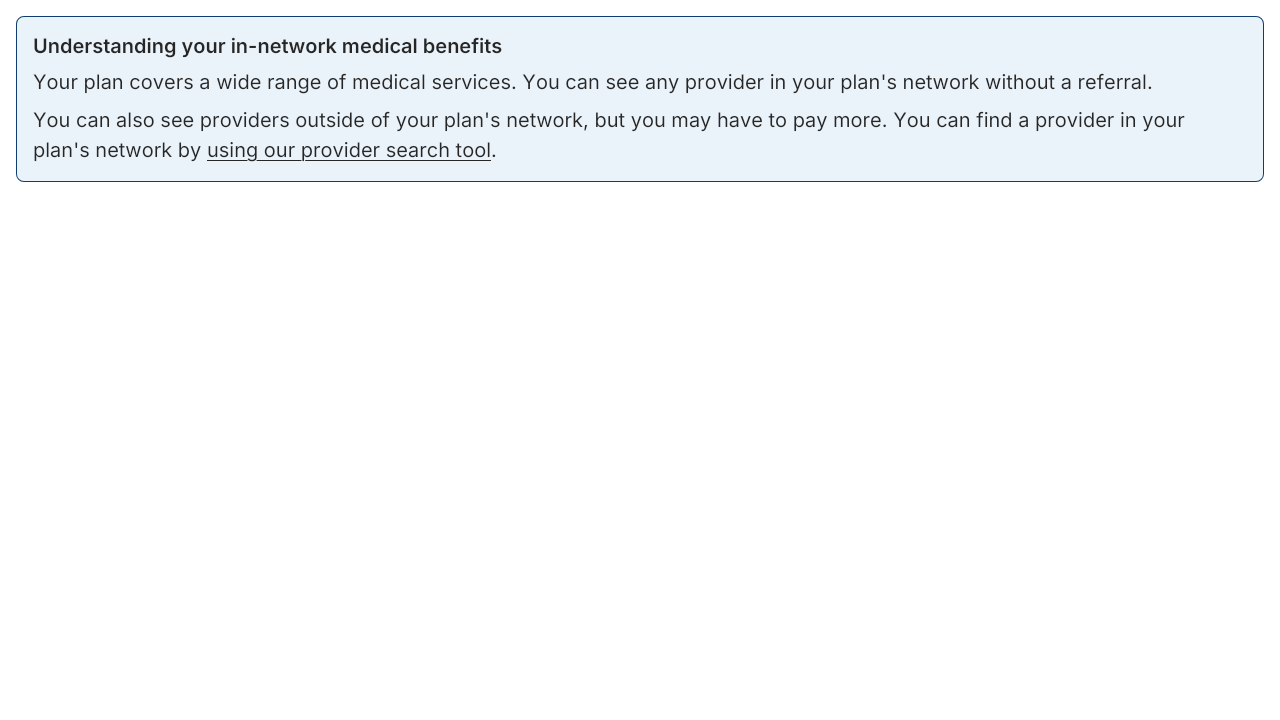 Understanding your in-network medical benefits
Your plan covers a wide range of medical services. You can see any provider in your plan's network without a referral.
You can also see providers outside of your plan's network, but you may have to pay more. You can find a provider in your
plan's network by using our provider search tool.